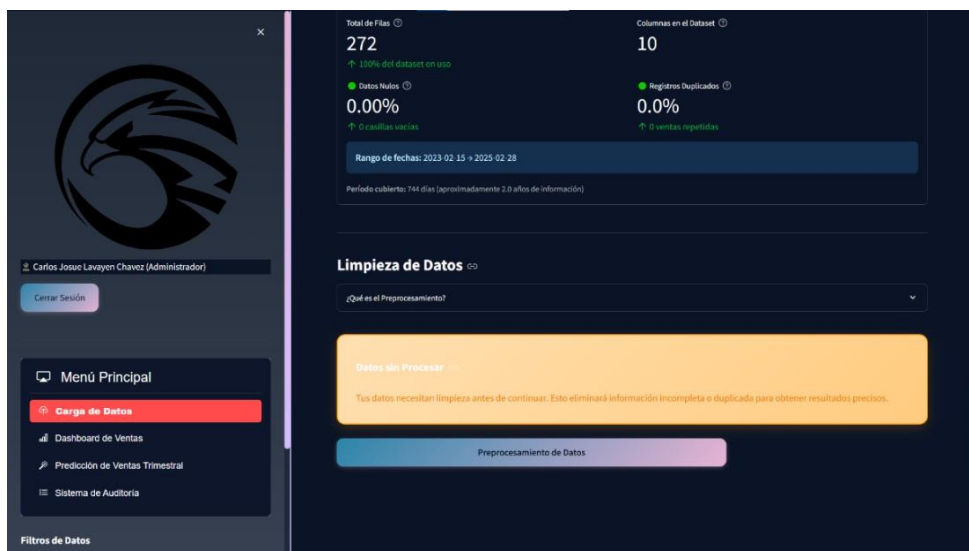 Carlos Josue Lavayen Chavez (Administrador)
Cerrar Sesión
Menú Principal
Carga de Datos
Dashboard de Ventas
Predicción de Ventas Trimestral
Sistema de Auditoría
Filtros de Datos
Total de Filas
272
↑ 100% del dataset en uso
Columnas en el Dataset
10
Datos Nulos
0.00%
↑ 0 casillas vacías
Registros Duplicados
0.0%
↑ 0 ventas repetidas
Rango de fechas: 2023-02-15 → 2025-02-28
Período cubierto: 744 días (aproximadamente 2.0 años de información)
Limpieza de Datos
¿Qué es el Preprocesamiento?
Datos sin Procesar
Tus datos necesitan limpieza antes de continuar. Esto eliminará información incompleta o duplicada para obtener resultados precisos.
Preprocesamiento de Datos